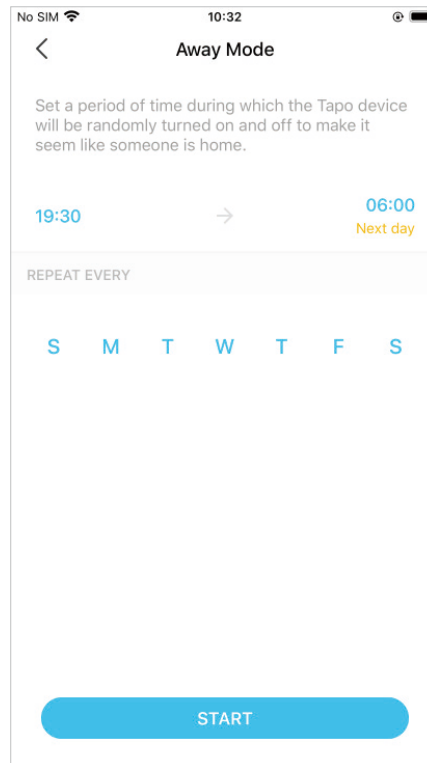 No SIM 10:32
Away Mode
Set a period of time during which the Tapo device
will be randomly turned on and off to make it
seem like someone is home.
19:30 → 06:00
Next day
REPEAT EVERY
S M T W T F S
START